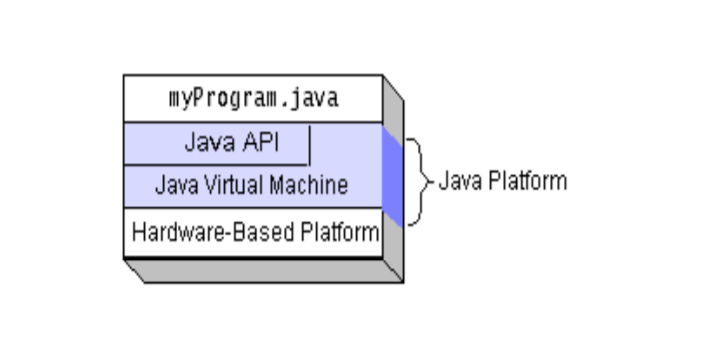 myProgram.java
Java API
Java Virtual Machine
Java Platform
Hardware-Based Platform